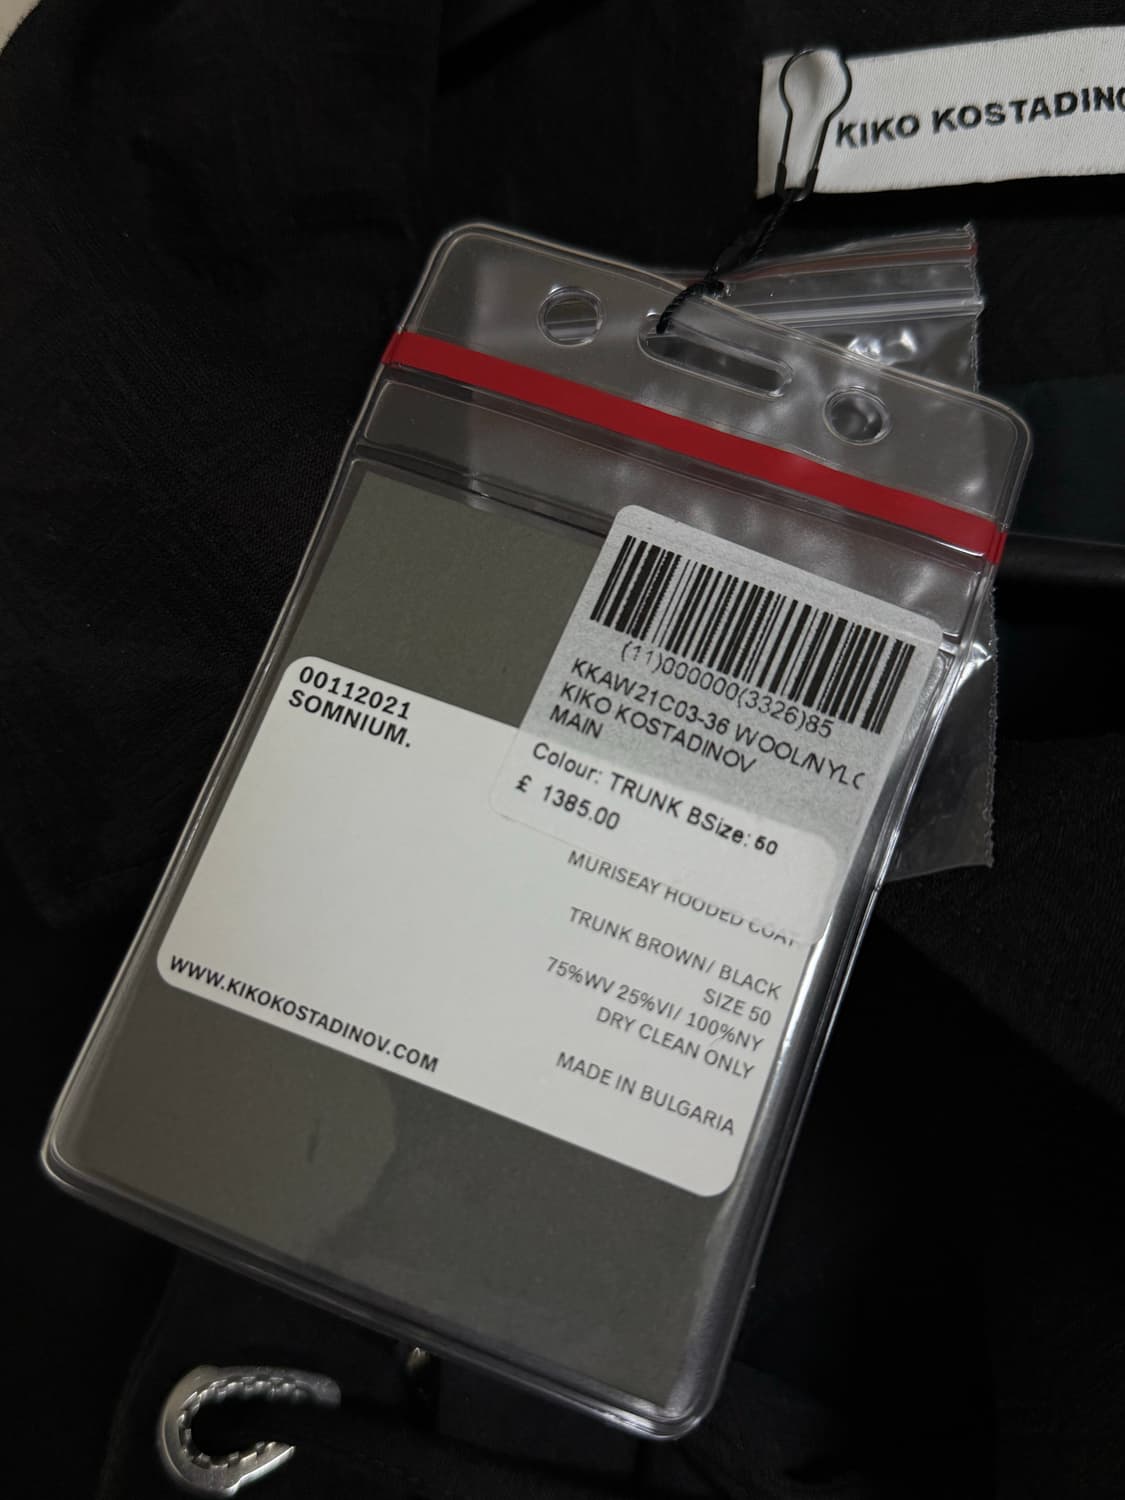 KIKO KOSTADINO
(11)000000(3326)85
KKAW21C03-36 WOOL/NYLO
KIKO KOSTADINOV
MAIN
Colour: TRUNK BSize: 50
£ 1385.00
00112021
SOMNIUM.
MURISEAY HOODED COAT
TRUNK BROWN/ BLACK
SIZE 50
75%WV 25%VI/ 100%NY
DRY CLEAN ONLY
MADE IN BULGARIA
WWW.KIKOKOSTADINOV.COM